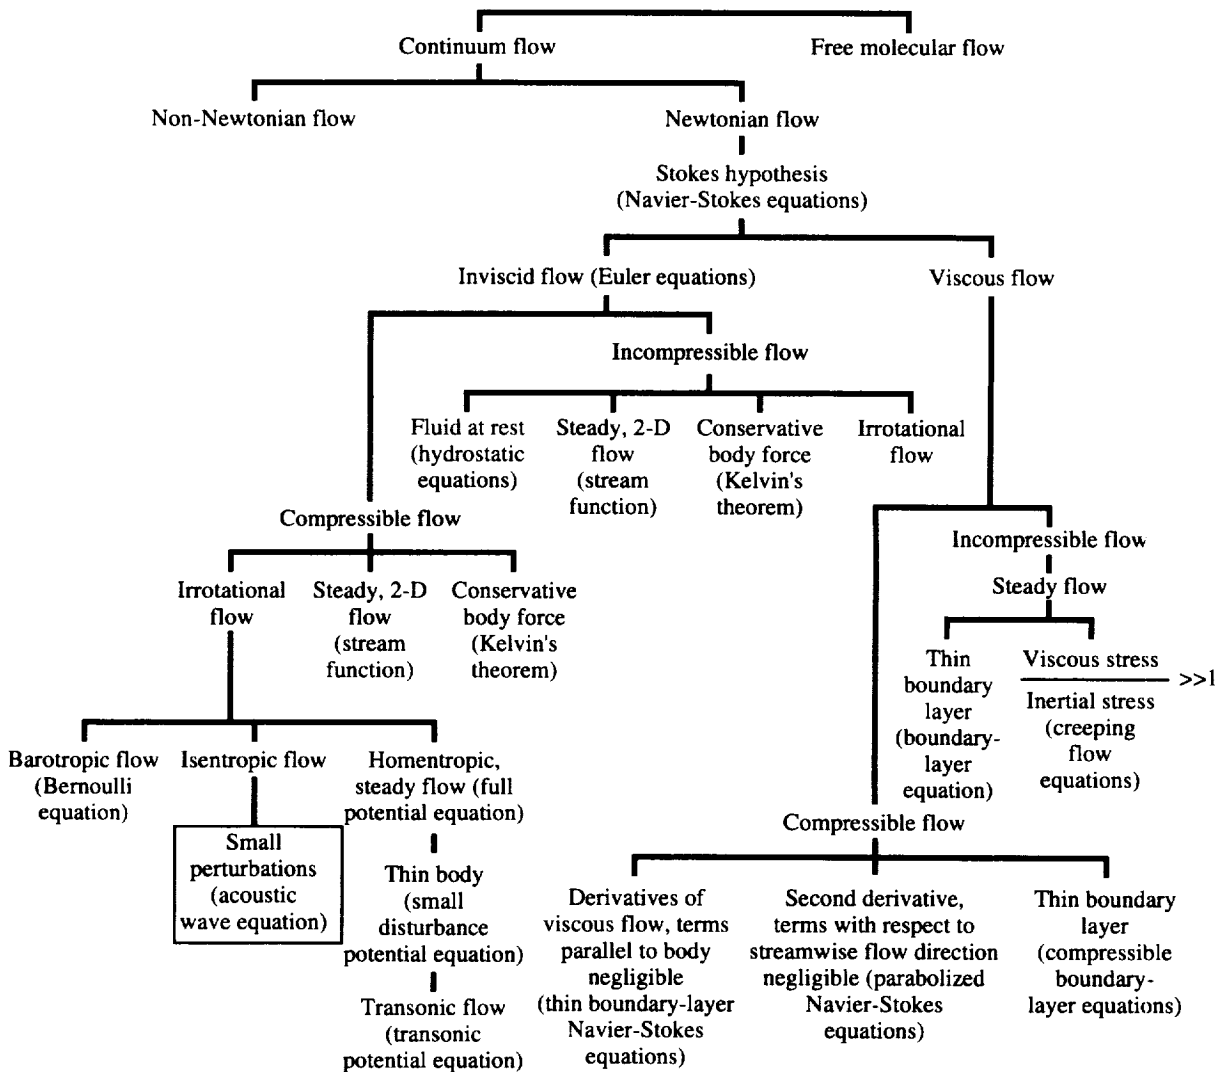 Continuum flow
Free molecular flow
Non-Newtonian flow
Newtonian flow
Stokes hypothesis
(Navier-Stokes equations)
Inviscid flow (Euler equations)
Viscous flow
Incompressible flow
Fluid at rest
(hydrostatic
equations)
Steady, 2-D
flow
(stream
function)
Conservative
body force
(Kelvin's
theorem)
Irrotational
flow
Compressible flow
Irrotational
flow
Steady, 2-D
flow
(stream
function)
Conservative
body force
(Kelvin's
theorem)
Barotropic flow
(Bernoulli
equation)
Isentropic flow
Small
perturbations
(acoustic
wave equation)
Homentropic,
steady flow (full
potential equation)
Thin body
(small
disturbance
potential equation)
Transonic flow
(transonic
potential equation)
Incompressible flow
Steady flow
Thin
boundary
layer
(boundary-
layer
equation)
Viscous stress
>>1
Inertial stress
(creeping
flow
equations)
Compressible flow
Derivatives of
viscous flow, terms
parallel to body
negligible
(thin boundary-layer
Navier-Stokes
equations)
Second derivative,
terms with respect to
streamwise flow direction
negligible (parabolized
Navier-Stokes
equations)
Thin boundary
layer
(compressible
boundary-
layer equations)